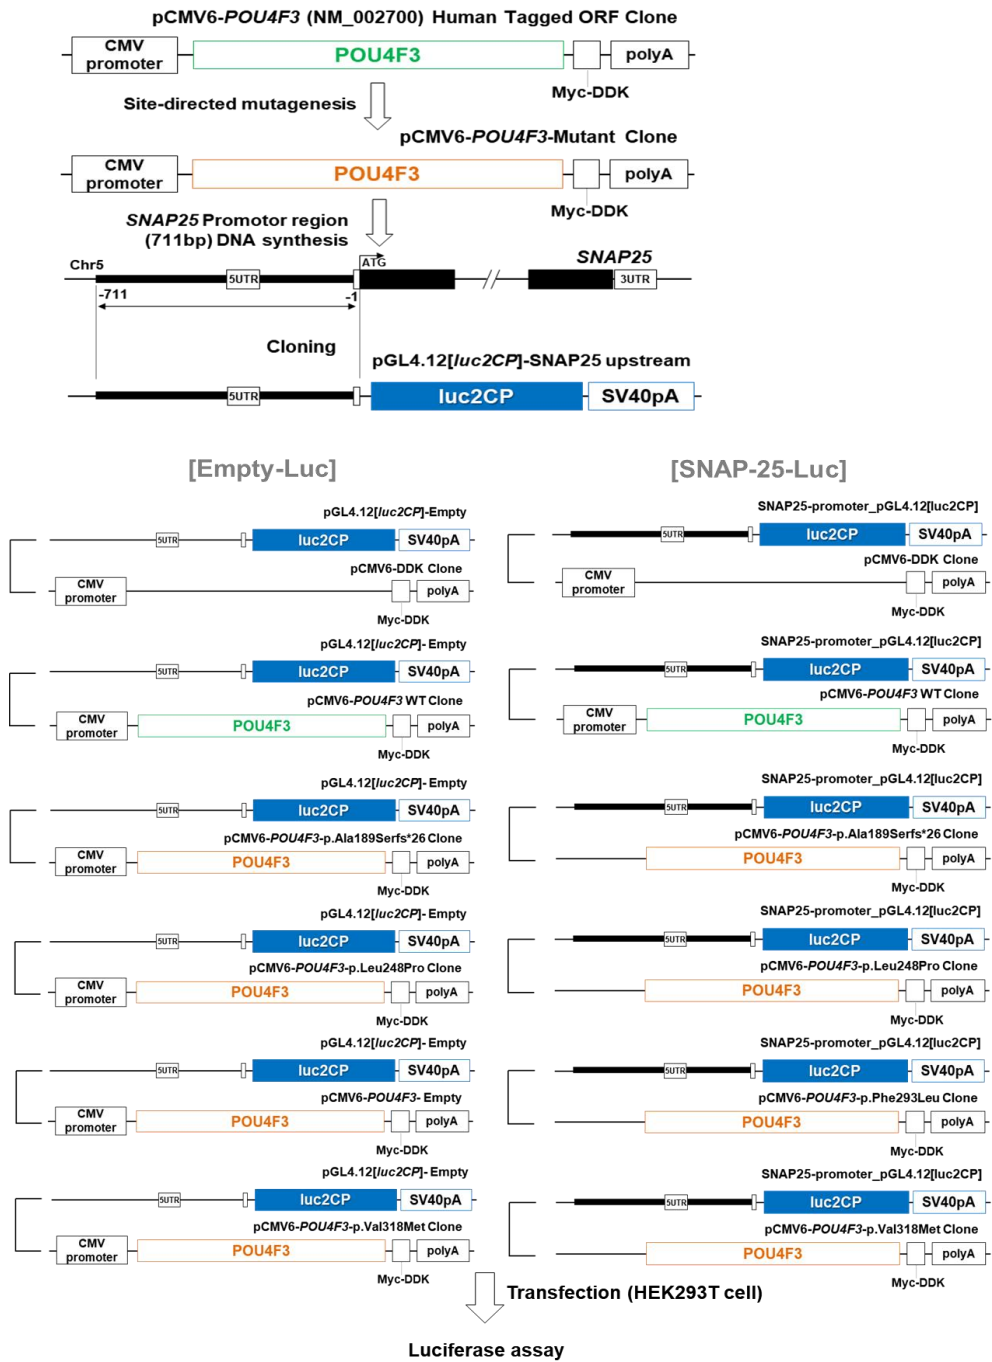 pCMV6-POU4F3 (NM_002700) Human Tagged ORF Clone
CMV
promoter
POU4F3
polyA
Myc-DDK
Site-directed mutagenesis
pCMV6-POU4F3-Mutant Clone
CMV
promoter
POU4F3
polyA
Myc-DDK
SNAP25 Promotor region
(711bp) DNA synthesis
ATG
SNAP25
Chr5
5UTR
3UTR
-711
-1
Cloning
pGL4.12[luc2CP]-SNAP25 upstream
5UTR
luc2CP
SV40pA
[Empty-Luc]
pGL4.12[luc2CP]-Empty
5UTR
luc2CP
SV40pA
pCMV6-DDK Clone
CMV
promoter
polyA
Myc-DDK
pGL4.12[luc2CP]- Empty
5UTR
luc2CP
SV40pA
pCMV6-POU4F3 WT Clone
CMV
promoter
POU4F3
polyA
Myc-DDK
pGL4.12[luc2CP]- Empty
5UTR
luc2CP
SV40pA
pCMV6-POU4F3-p.Ala189Serfs*26 Clone
CMV
promoter
POU4F3
polyA
Myc-DDK
pGL4.12[luc2CP]- Empty
5UTR
luc2CP
SV40pA
pCMV6-POU4F3-p.Leu248Pro Clone
CMV
promoter
POU4F3
polyA
Myc-DDK
pGL4.12[luc2CP]- Empty
5UTR
luc2CP
SV40pA
pCMV6-POU4F3- Empty
CMV
promoter
POU4F3
polyA
Myc-DDK
pGL4.12[luc2CP]- Empty
5UTR
luc2CP
SV40pA
pCMV6-POU4F3-p.Val318Met Clone
CMV
promoter
POU4F3
polyA
Myc-DDK
[SNAP-25-Luc]
SNAP25-promoter_pGL4.12[luc2CP]
5UTR
luc2CP
SV40pA
pCMV6-DDK Clone
CMV
promoter
polyA
Myc-DDK
SNAP25-promoter_pGL4.12[luc2CP]
5UTR
luc2CP
SV40pA
pCMV6-POU4F3 WT Clone
CMV
promoter
POU4F3
polyA
Myc-DDK
SNAP25-promoter_pGL4.12[luc2CP]
5UTR
luc2CP
SV40pA
pCMV6-POU4F3-p.Ala189Serfs*26 Clone
POU4F3
polyA
Myc-DDK
SNAP25-promoter_pGL4.12[luc2CP]
5UTR
luc2CP
SV40pA
pCMV6-POU4F3-p.Leu248Pro Clone
POU4F3
polyA
Myc-DDK
SNAP25-promoter_pGL4.12[luc2CP]
5UTR
luc2CP
SV40pA
pCMV6-POU4F3-p.Phe293Leu Clone
POU4F3
polyA
Myc-DDK
SNAP25-promoter_pGL4.12[luc2CP]
5UTR
luc2CP
SV40pA
pCMV6-POU4F3-p.Val318Met Clone
POU4F3
polyA
Myc-DDK
Transfection (HEK293T cell)
Luciferase assay